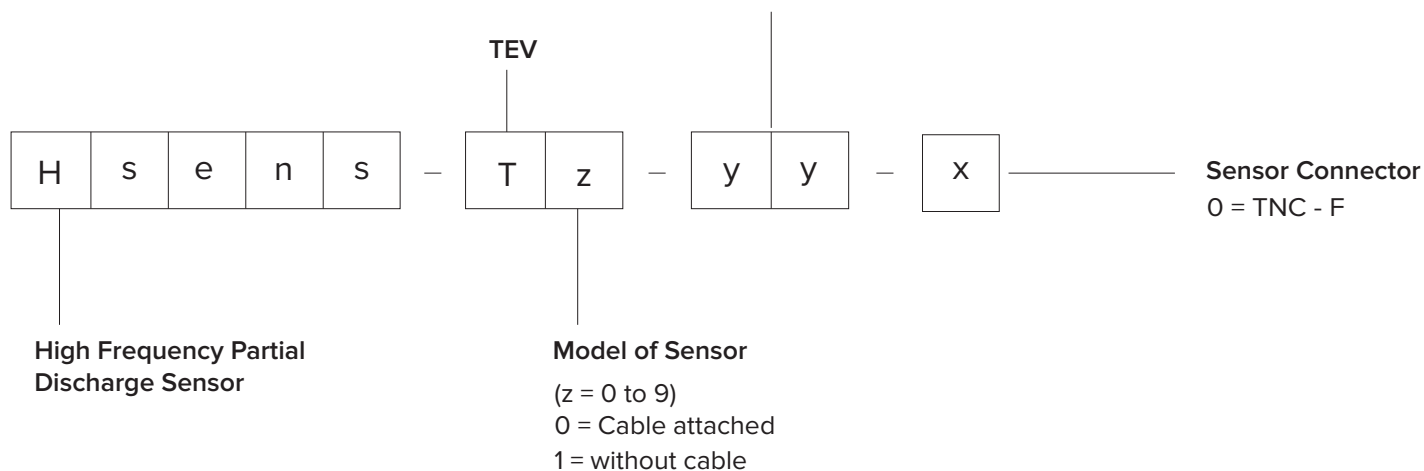 TEV
H s e n s – T z – y y – x
Sensor Connector
0 = TNC - F
High Frequency Partial
Discharge Sensor
Model of Sensor
(z = 0 to 9)
0 = Cable attached
1 = without cable